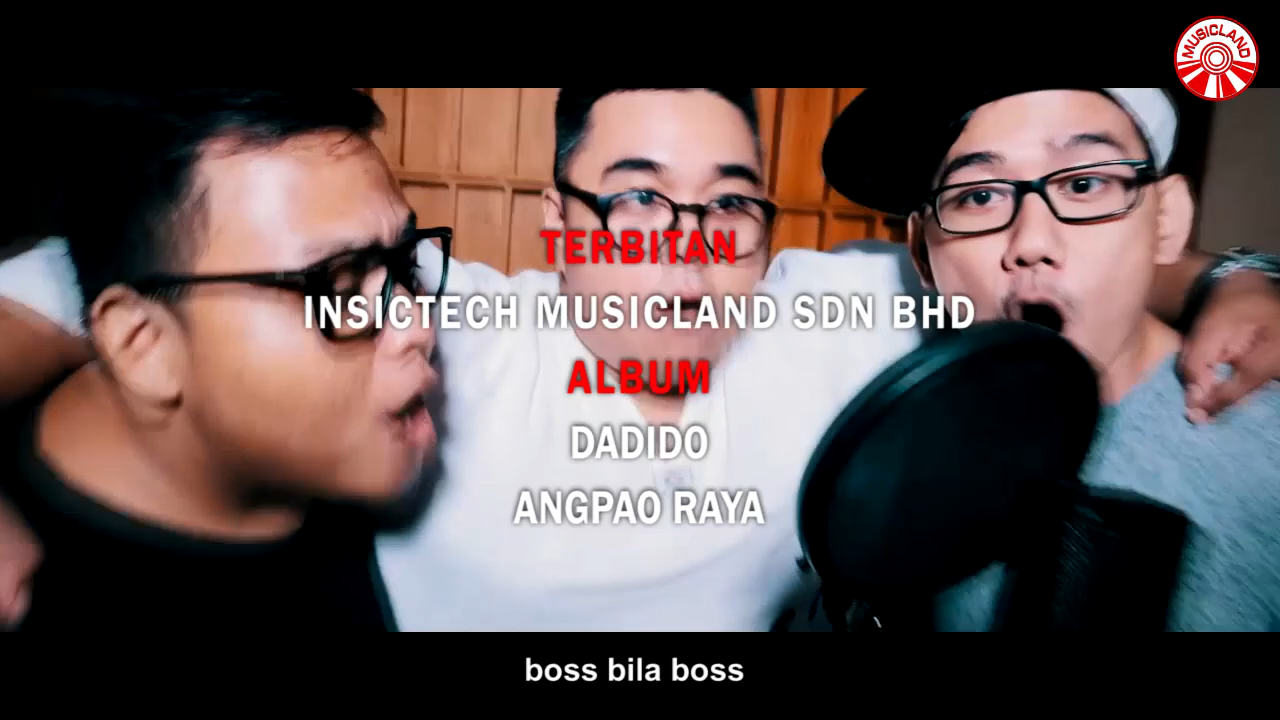 MUSICLAND
TERBITAN
INSICTECH MUSICLAND SDN BHD
ALBUM
DADIDO
ANGPAO RAYA
boss bila boss